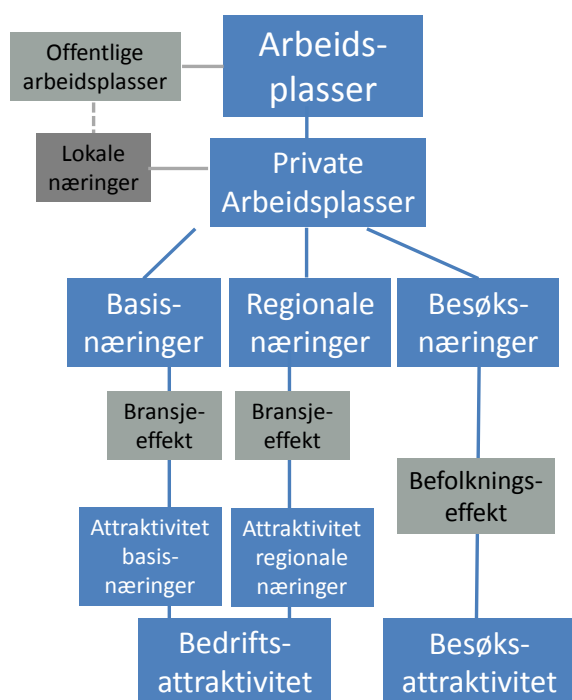 Offentlige
arbeidsplasser
Arbeids-
plasser
Lokale
næringer
Private
Arbeidsplasser
Basis-
næringer
Regionale
næringer
Besøks-
næringer
Bransje-
effekt
Bransje-
effekt
Befolknings-
effekt
Attraktivitet
basis-
næringer
Attraktivitet
regionale
næringer
Bedrifts-
attraktivitet
Besøks-
attraktivitet